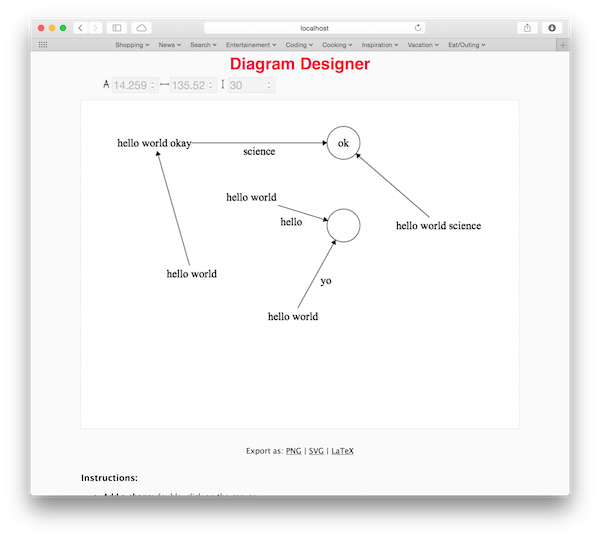 localhost
Shopping News Search Entertainement Coding Cooking Inspiration Vacation Eat/Outing
Diagram Designer
14.259 135.52 30
hello world okay
science
ok
hello world
hello
hello world science
hello world
yo
hello world
Export as: PNG | SVG | LaTeX
Instructions: